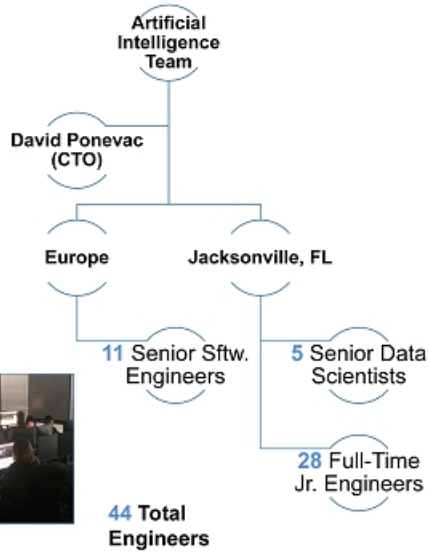 Artificial
Intelligence
Team
David Ponevac
(CTO)
Europe
Jacksonville, FL
11 Senior Sftw.
Engineers
5 Senior Data
Scientists
28 Full-Time
Jr. Engineers
44 Total
Engineers